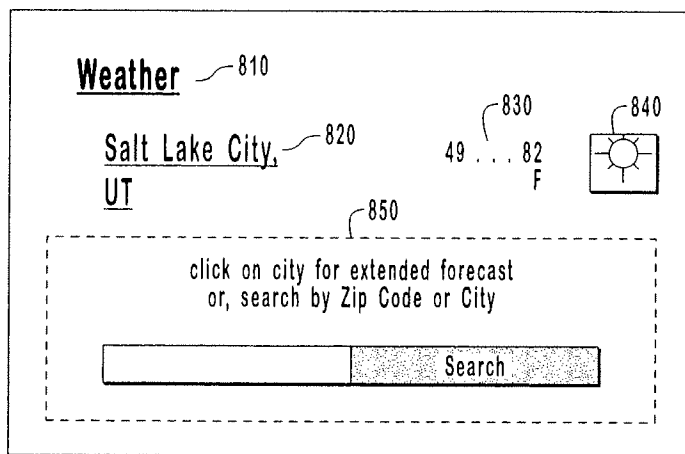 Weather 810
Salt Lake City, 820
UT
49 . . . 82 830
F
840
850
click on city for extended forecast
or, search by Zip Code or City
Search